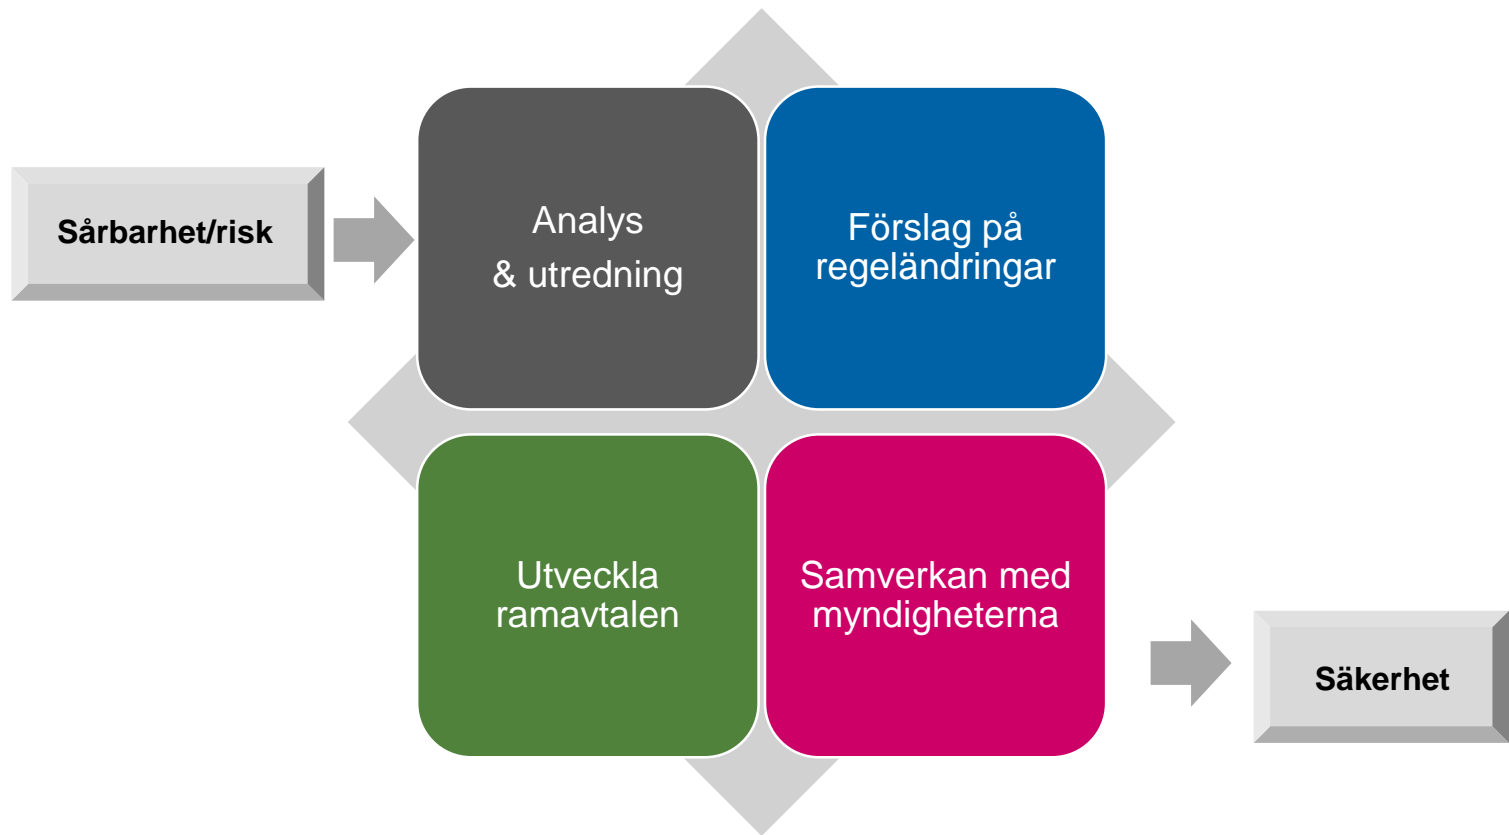 Sårbarhet/risk
Analys
& utredning
Förslag på
regeländringar
Utveckla
ramavtalen
Samverkan med
myndigheterna
Säkerhet